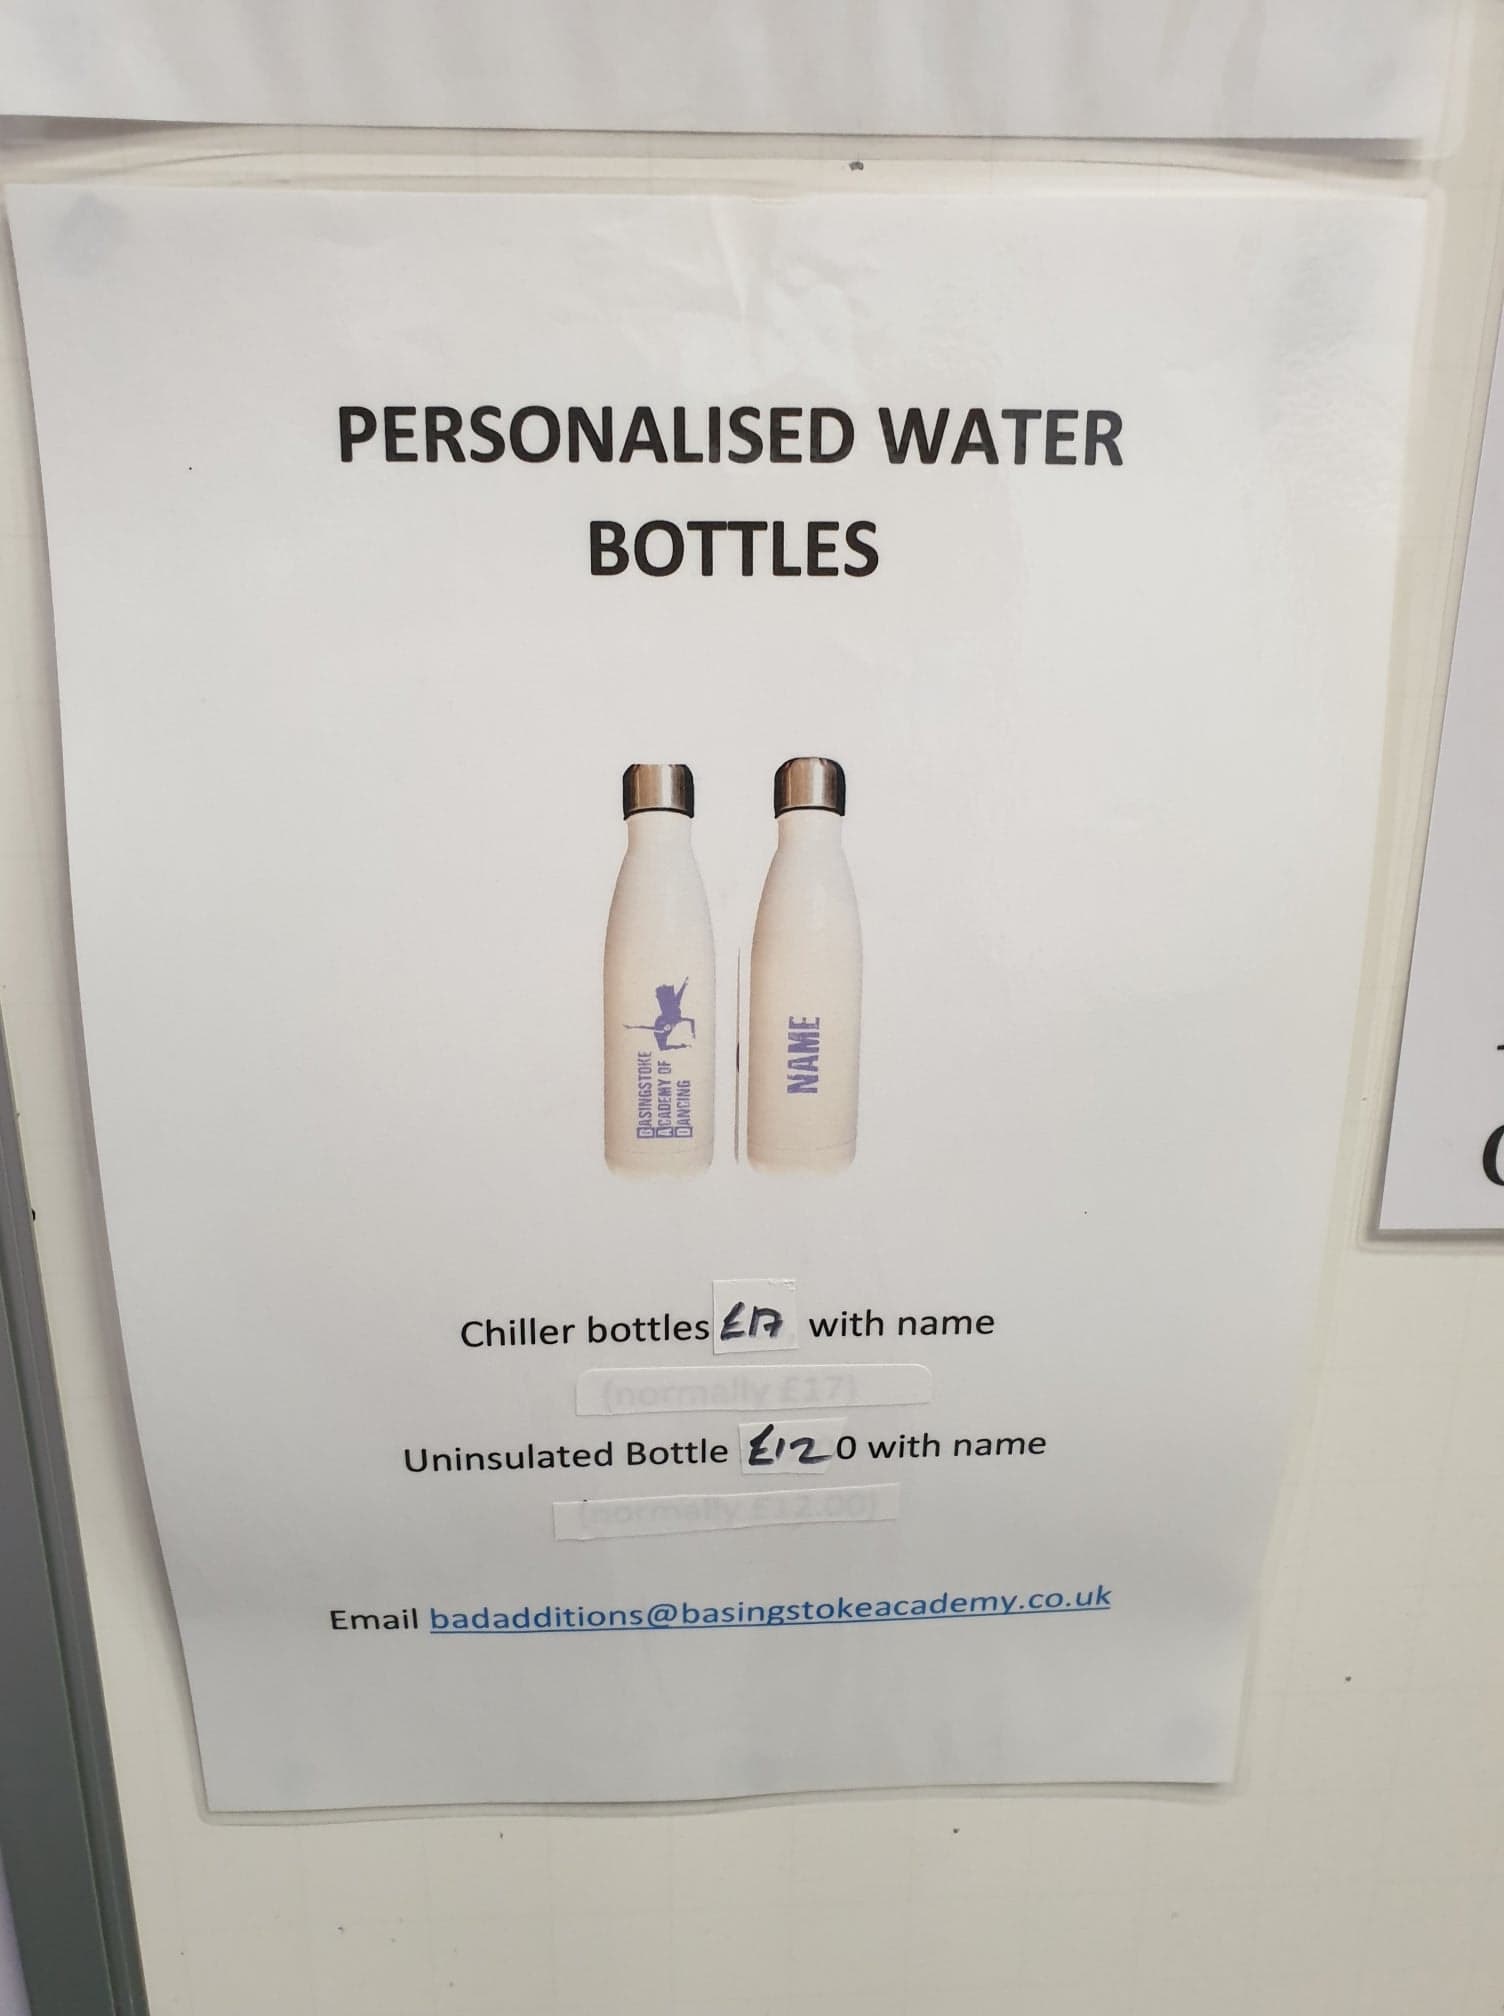 PERSONALISED WATER
BOTTLES
BASINGSTOKE
ACADEMY OF
DANCING
NAME
Chiller bottles £17 with name
(normally £17)
Uninsulated Bottle £12 0 with name
(normally £12.00)
Email badadditions@basingstokeacademy.co.uk